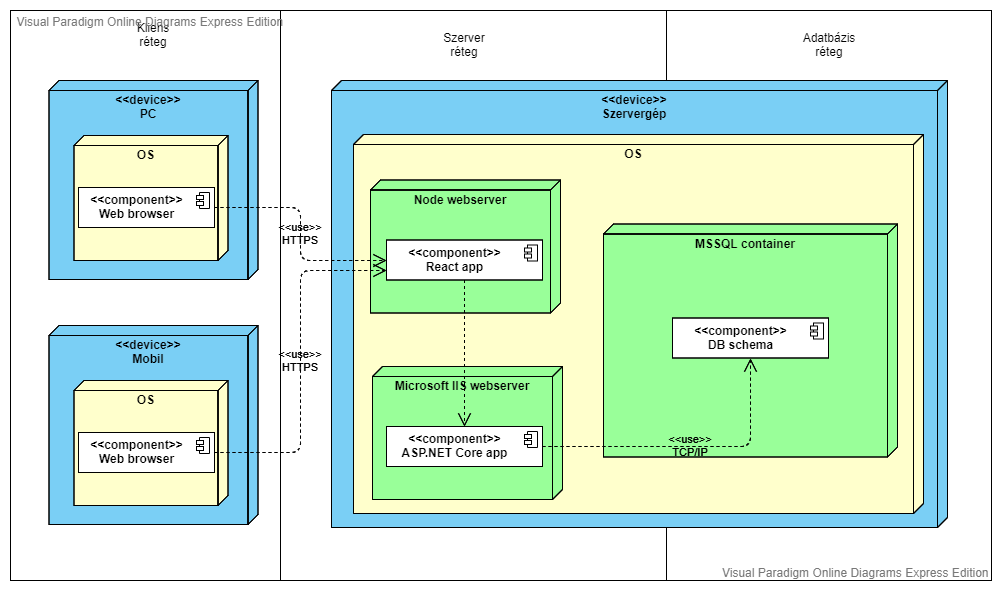 Visual Paradigm Online Diagrams Express Edition
Kliens
réteg
Szerver
réteg
Adatbázis
réteg
<<device>>
PC
OS
<<component>>
Web browser
<<use>>
HTTPS
<<device>>
Mobil
OS
<<component>>
Web browser
<<use>>
HTTPS
<<device>>
Szervergép
OS
Node webserver
<<component>>
React app
Microsoft IIS webserver
<<component>>
ASP.NET Core app
MSSQL container
<<component>>
DB schema
<<use>>
TCP/IP
Visual Paradigm Online Diagrams Express Edition